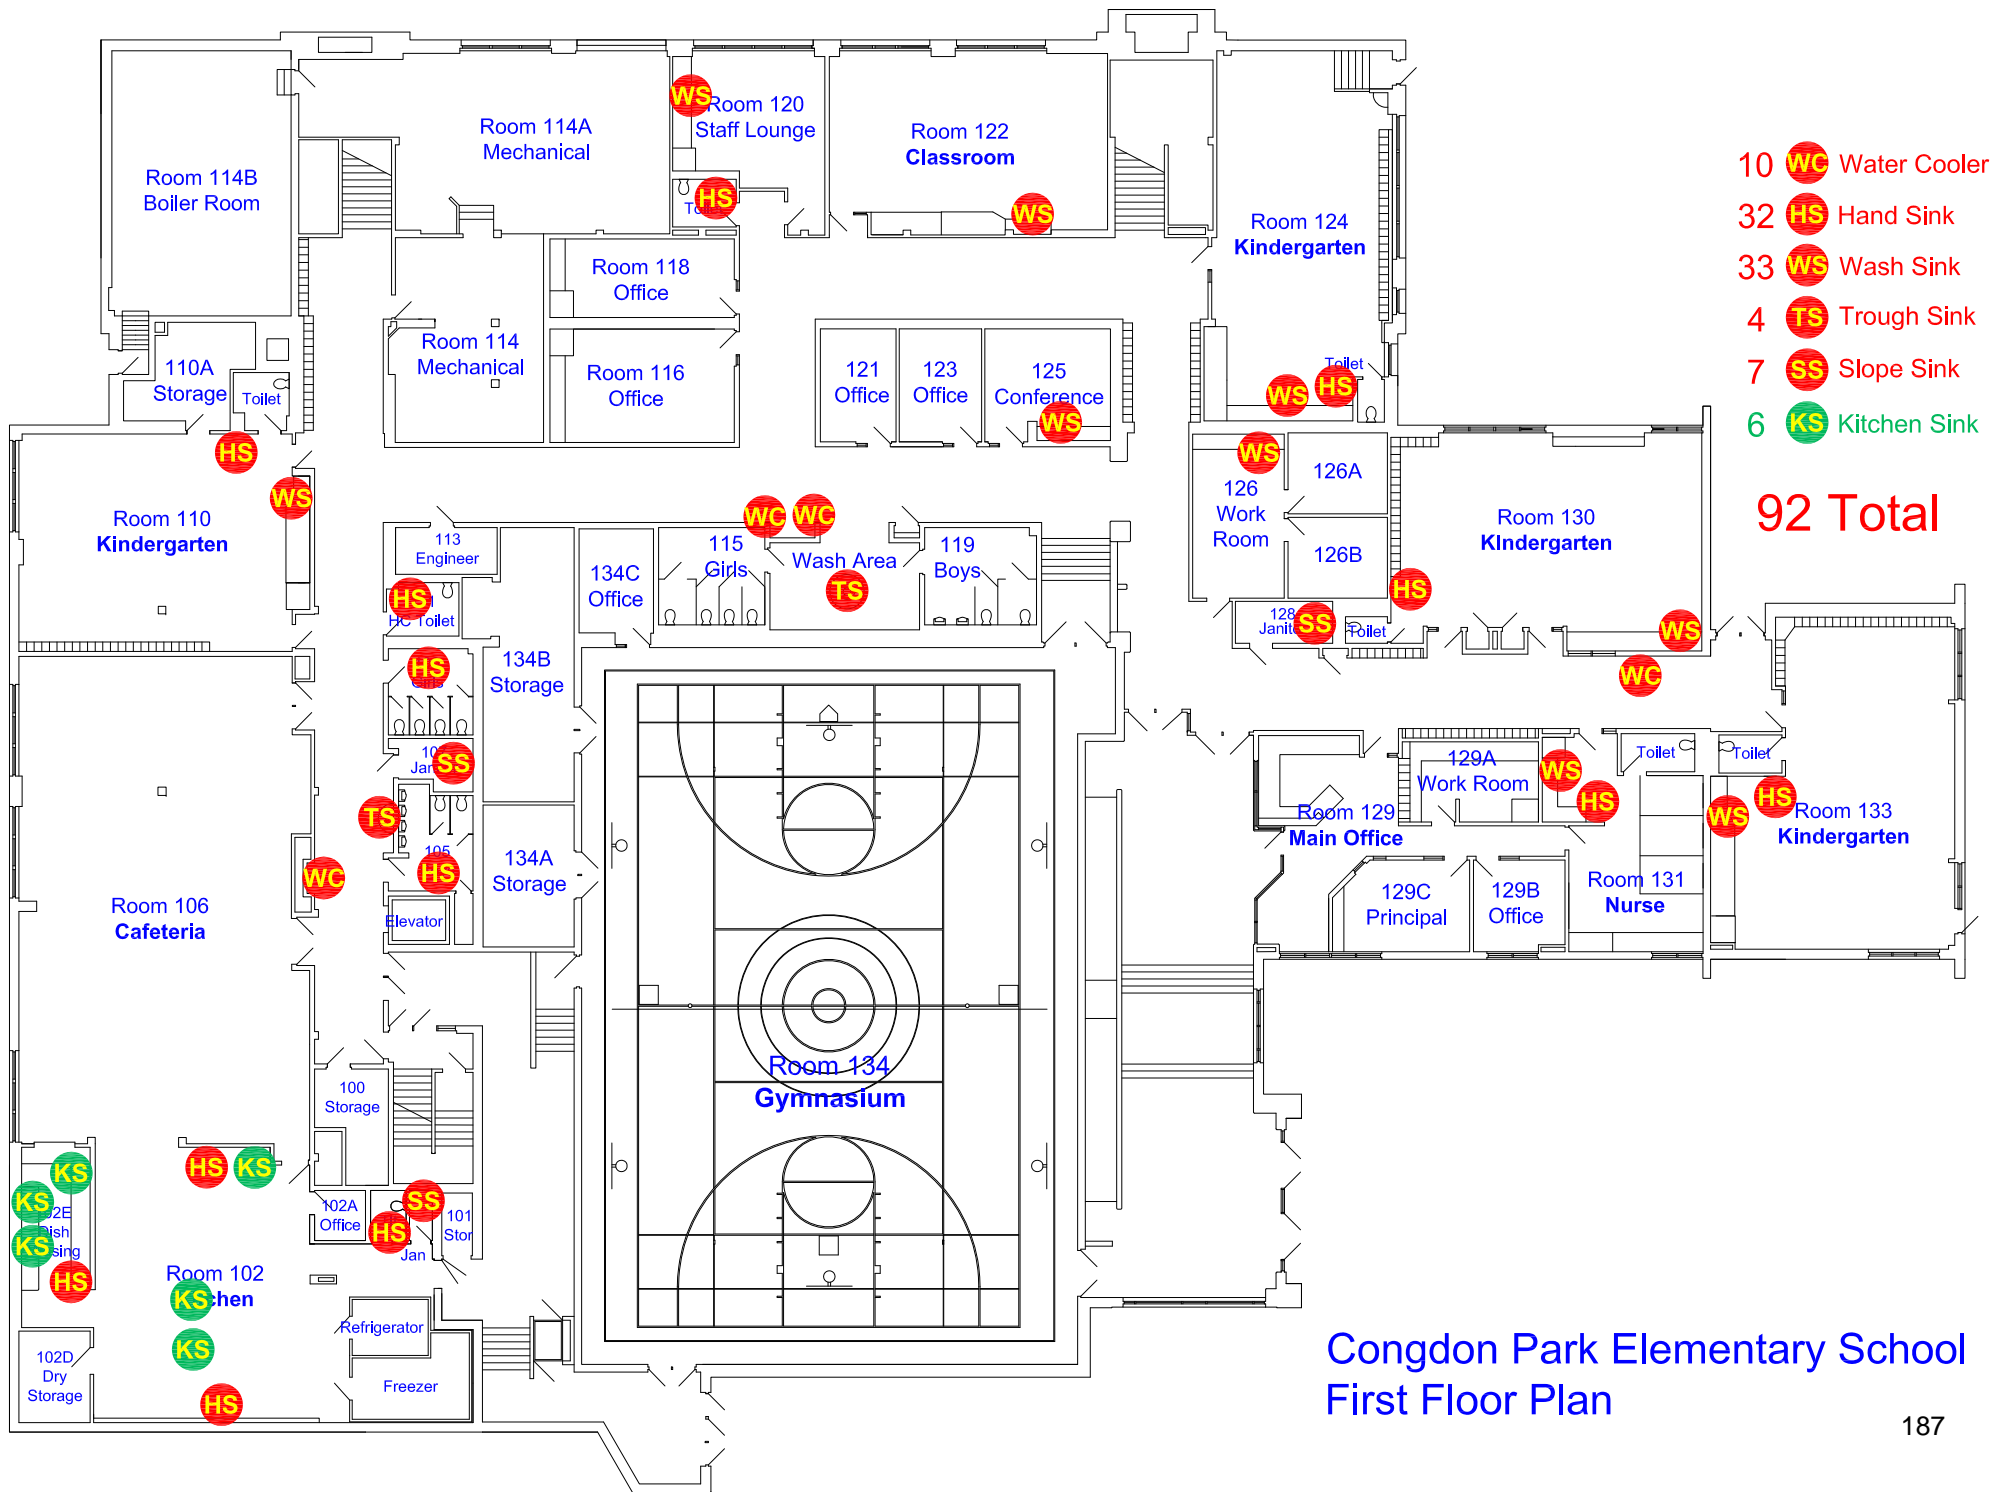 Room 114B
Boiler Room
Room 114A
Mechanical
WS
Room 120
Staff Lounge
HS
Room 122
Classroom
WS
Room 124
Kindergarten
10 WC Water Cooler
32 HS Hand Sink
33 WS Wash Sink
4 TS Trough Sink
7 SS Slope Sink
6 KS Kitchen Sink
92 Total
Room 118
Office
Room 114
Mechanical
Room 116
Office
121
Office
123
Office
125
Conference
WS
Toilet
WS
HS
110A
Storage
Toilet
HS
WS
Room 110
Kindergarten
WS
126
Work
Room
126A
126B
Room 130
KIndergarten
HS
WS
WC
128
SS
Toilet
WC
WC
113
Engineer
134C
Office
115
Girls
Wash Area
TS
119
Boys
HS
HC Toilet
HS
134B
Storage
SS
TS
105
HS
WC
134A
Storage
Elevator
Room 106
Cafeteria
129A
Work Room
WS
HS
Toilet
Toilet
HS
WS
Room 133
Kindergarten
Room 129
Main Office
129C
Principal
129B
Office
Room 131
Nurse
Room 134
Gymnasium
100
Storage
HS
KS
KS
KS
KS
HS
102A
Office
SS
HS
Jan
101
Stor
Room 102
KS
KS
HS
102D
Dry
Storage
Refrigerator
Freezer
Congdon Park Elementary School
First Floor Plan
187